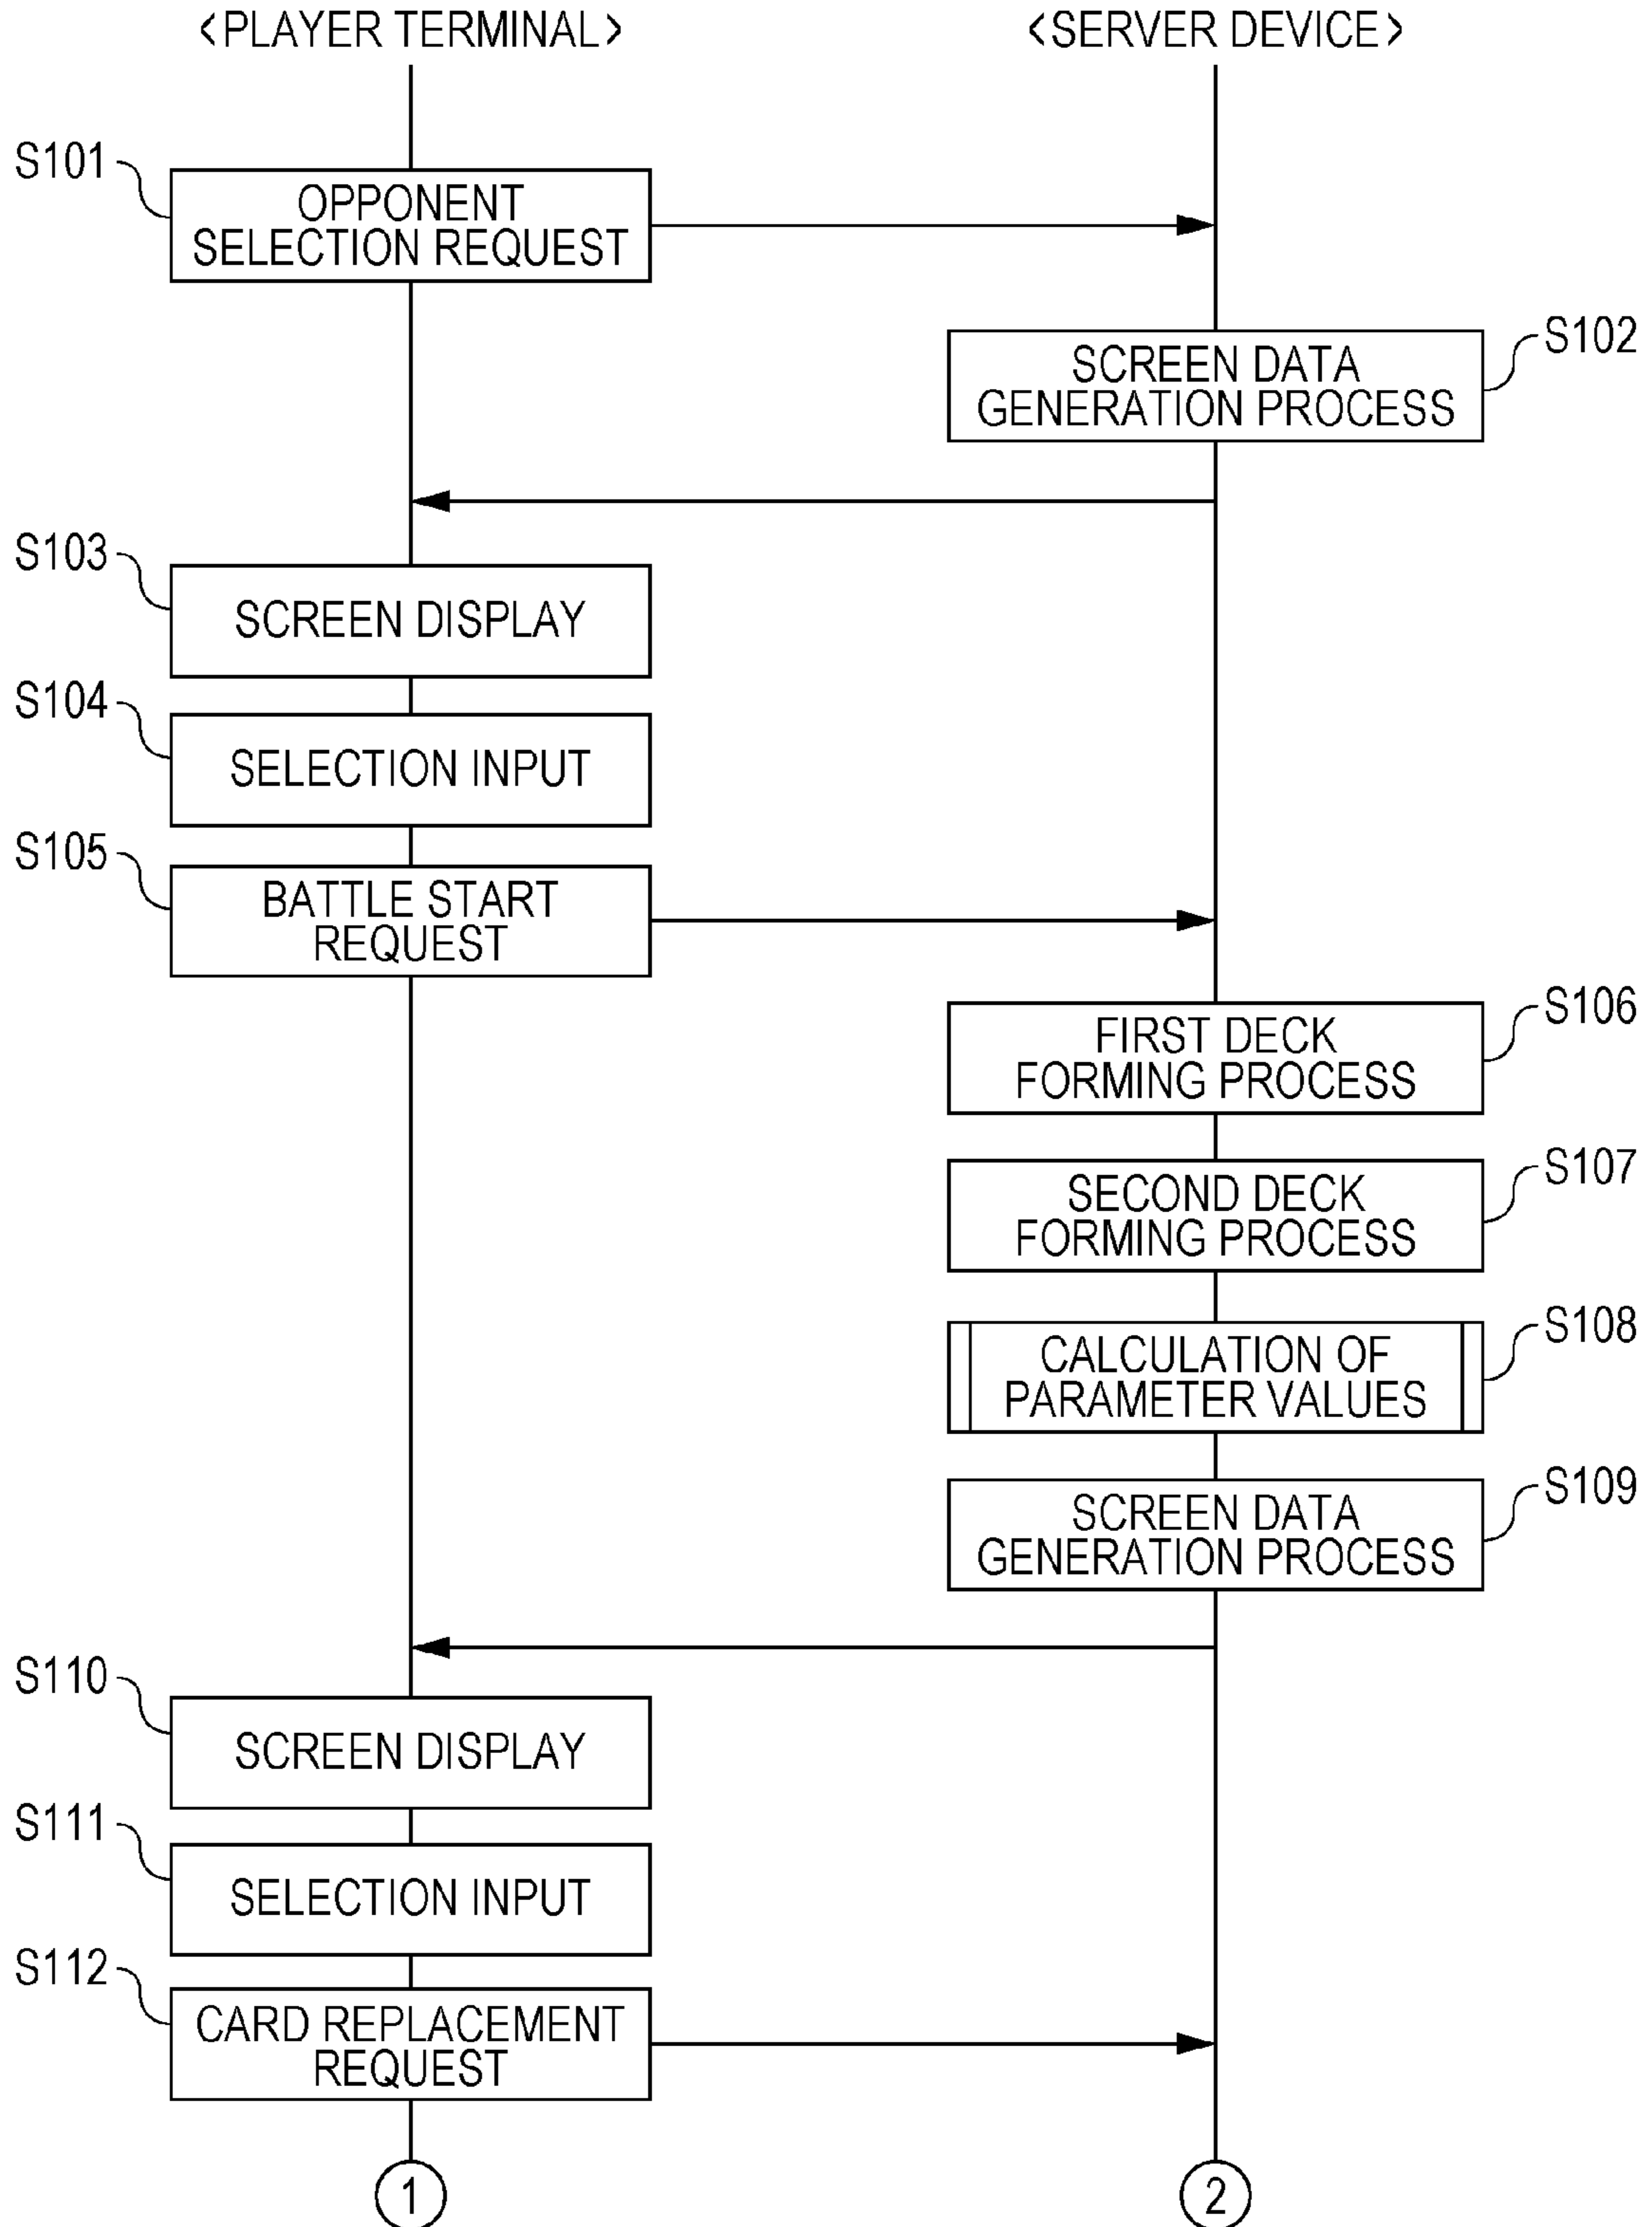 <PLAYER TERMINAL>
<SERVER DEVICE>
S101
OPPONENT
SELECTION REQUEST
S102
SCREEN DATA
GENERATION PROCESS
S103
SCREEN DISPLAY
S104
SELECTION INPUT
S105
BATTLE START
REQUEST
S106
FIRST DECK
FORMING PROCESS
S107
SECOND DECK
FORMING PROCESS
S108
CALCULATION OF
PARAMETER VALUES
S109
SCREEN DATA
GENERATION PROCESS
S110
SCREEN DISPLAY
S111
SELECTION INPUT
S112
CARD REPLACEMENT
REQUEST
1
2